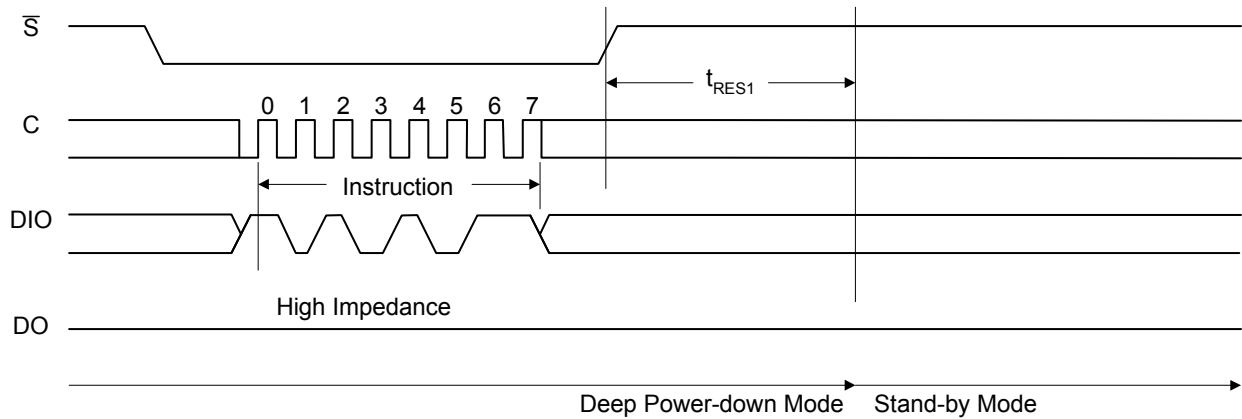 S̅
t_RES1
0 1 2 3 4 5 6 7
C
Instruction
DIO
High Impedance
DO
Deep Power-down Mode Stand-by Mode